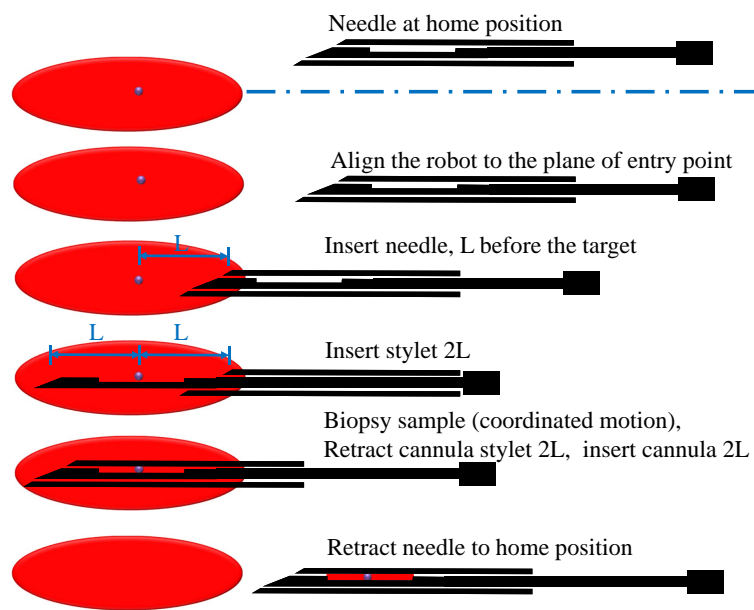 Needle at home position
Align the robot to the plane of entry point
L
Insert needle, L before the target
L
L
Insert stylet 2L
Biopsy sample (coordinated motion),
Retract cannula stylet 2L, insert cannula 2L
Retract needle to home position